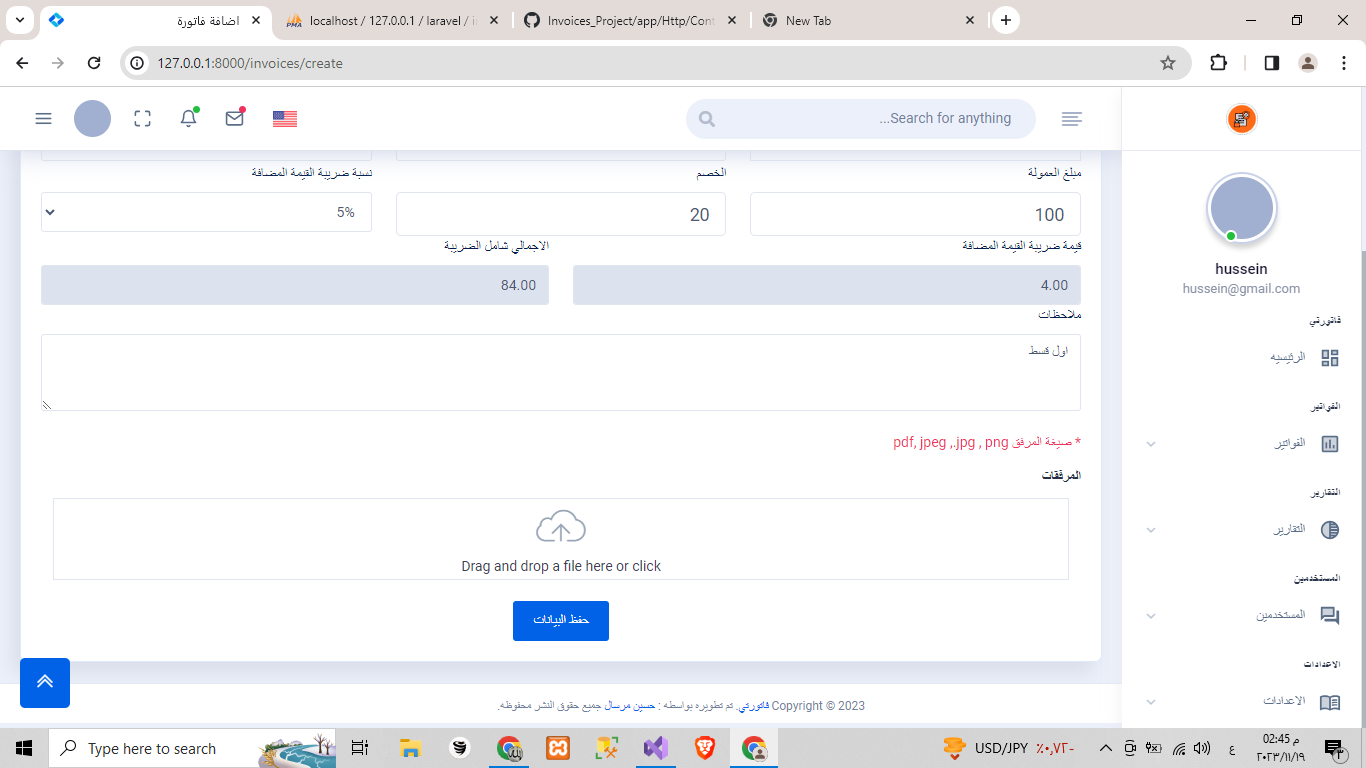 اضافة فاتورة
localhost / 127.0.0.1 / laravel / in
Invoices_Project/app/Http/Cont
New Tab
127.0.0.1:8000/invoices/create
Search for anything...
hussein
hussein@gmail.com
فاتورتي
الرئيسيه
الفواتير
الفواتير
التقارير
التقارير
المستخدمين
المستخدمين
الاعدادات
الاعدادات
مبلغ العمولة
الخصم
نسبة ضريبة القيمة المضافة
100
20
5%
قيمة ضريبة القيمة المضافة
الاجمالي شامل الضريبة
4.00
84.00
ملاحظات
اول قسط
* صيغة المرفق pdf, jpeg ,.jpg , png
المرفقات
Drag and drop a file here or click
حفظ البيانات
Copyright © 2023 فاتورتي. تم تطويره بواسطه : حسين مرسال جميع حقوق النشر محفوظه.
Type here to search
USD/JPY
٪٠,٧٢-
ع
02:45 م
٢٠٢٣/١١/١٩
٣